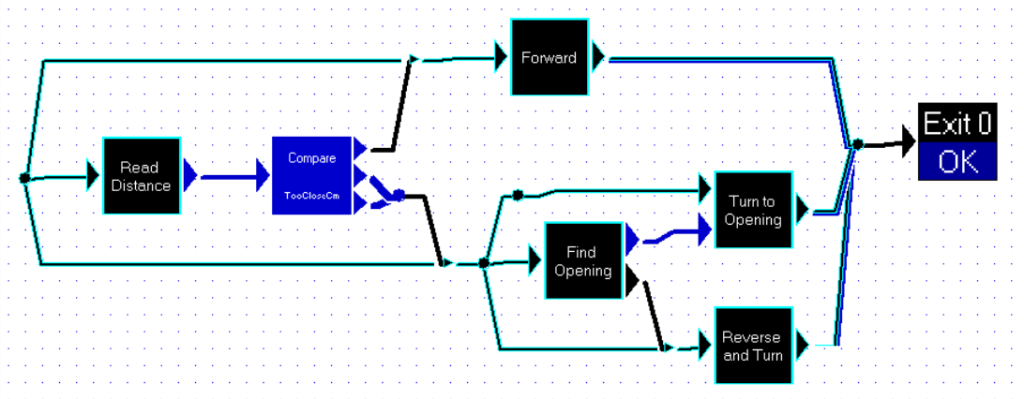 Forward
Exit 0
OK
Read
Distance
Compare
TooCloseCm
Turn to
Opening
Find
Opening
Reverse
and Turn